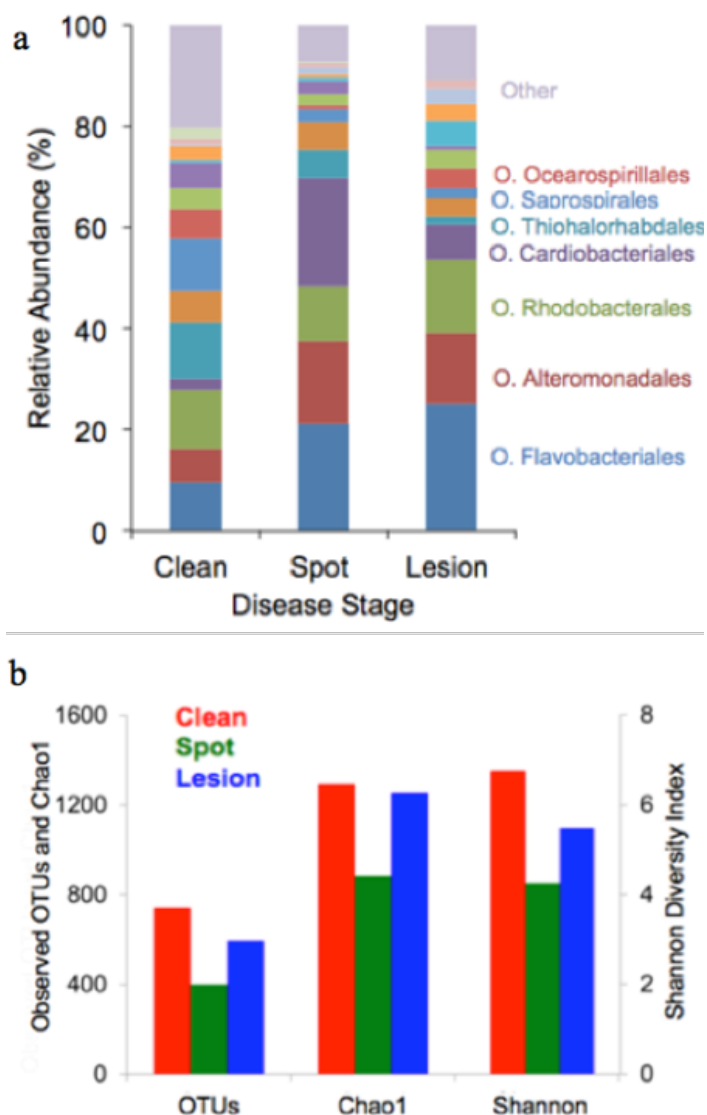 a
100
80
60
40
20
0
Relative Abundance (%)
Other
O. Ocearospirillales
O. Saprospirales
O. Thiohalorhabdales
O. Cardiobacteriales
O. Rhodobacterales
O. Alteromonadales
O. Flavobacteriales
Clean Spot Lesion
Disease Stage
b
1600
1200
800
400
0
Observed OTUs and Chao1
Clean
Spot
Lesion
8
6
4
2
0
Shannon Diversity Index
OTUs Chao1 Shannon